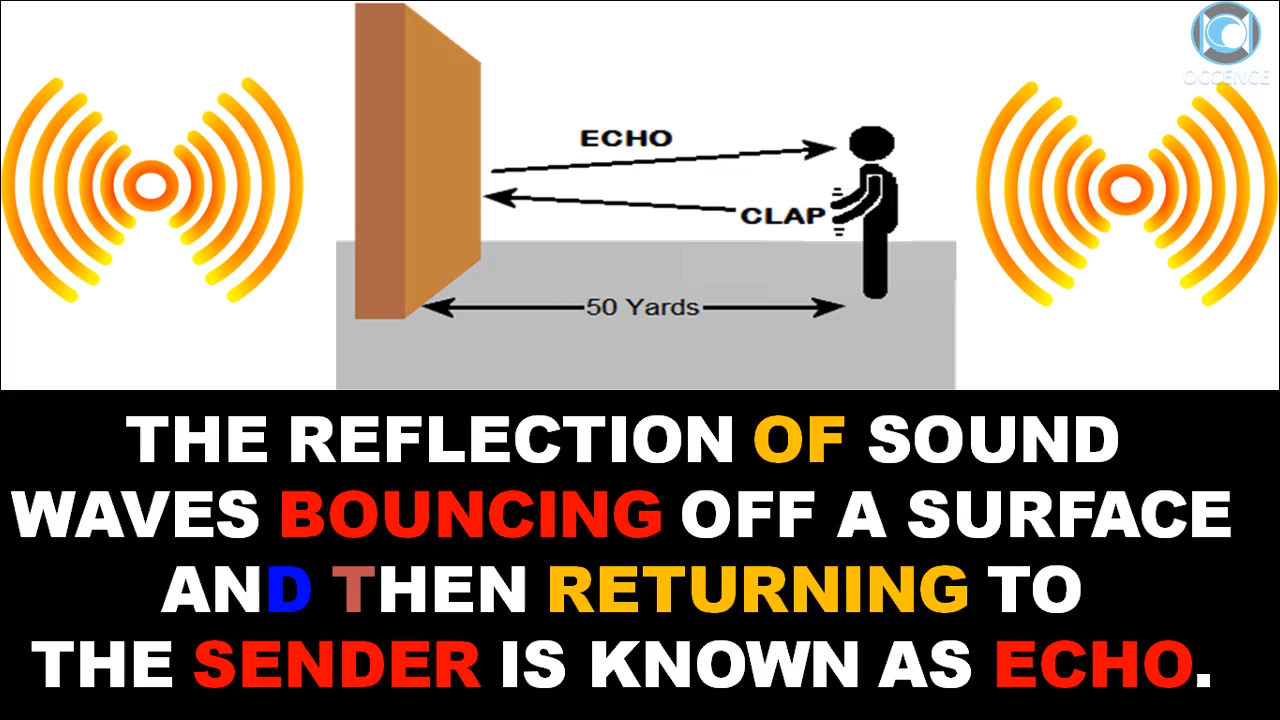 OCCENCE
ECHO
CLAP
50 Yards
THE REFLECTION OF SOUND
WAVES BOUNCING OFF A SURFACE
AND THEN RETURNING TO
THE SENDER IS KNOWN AS ECHO.